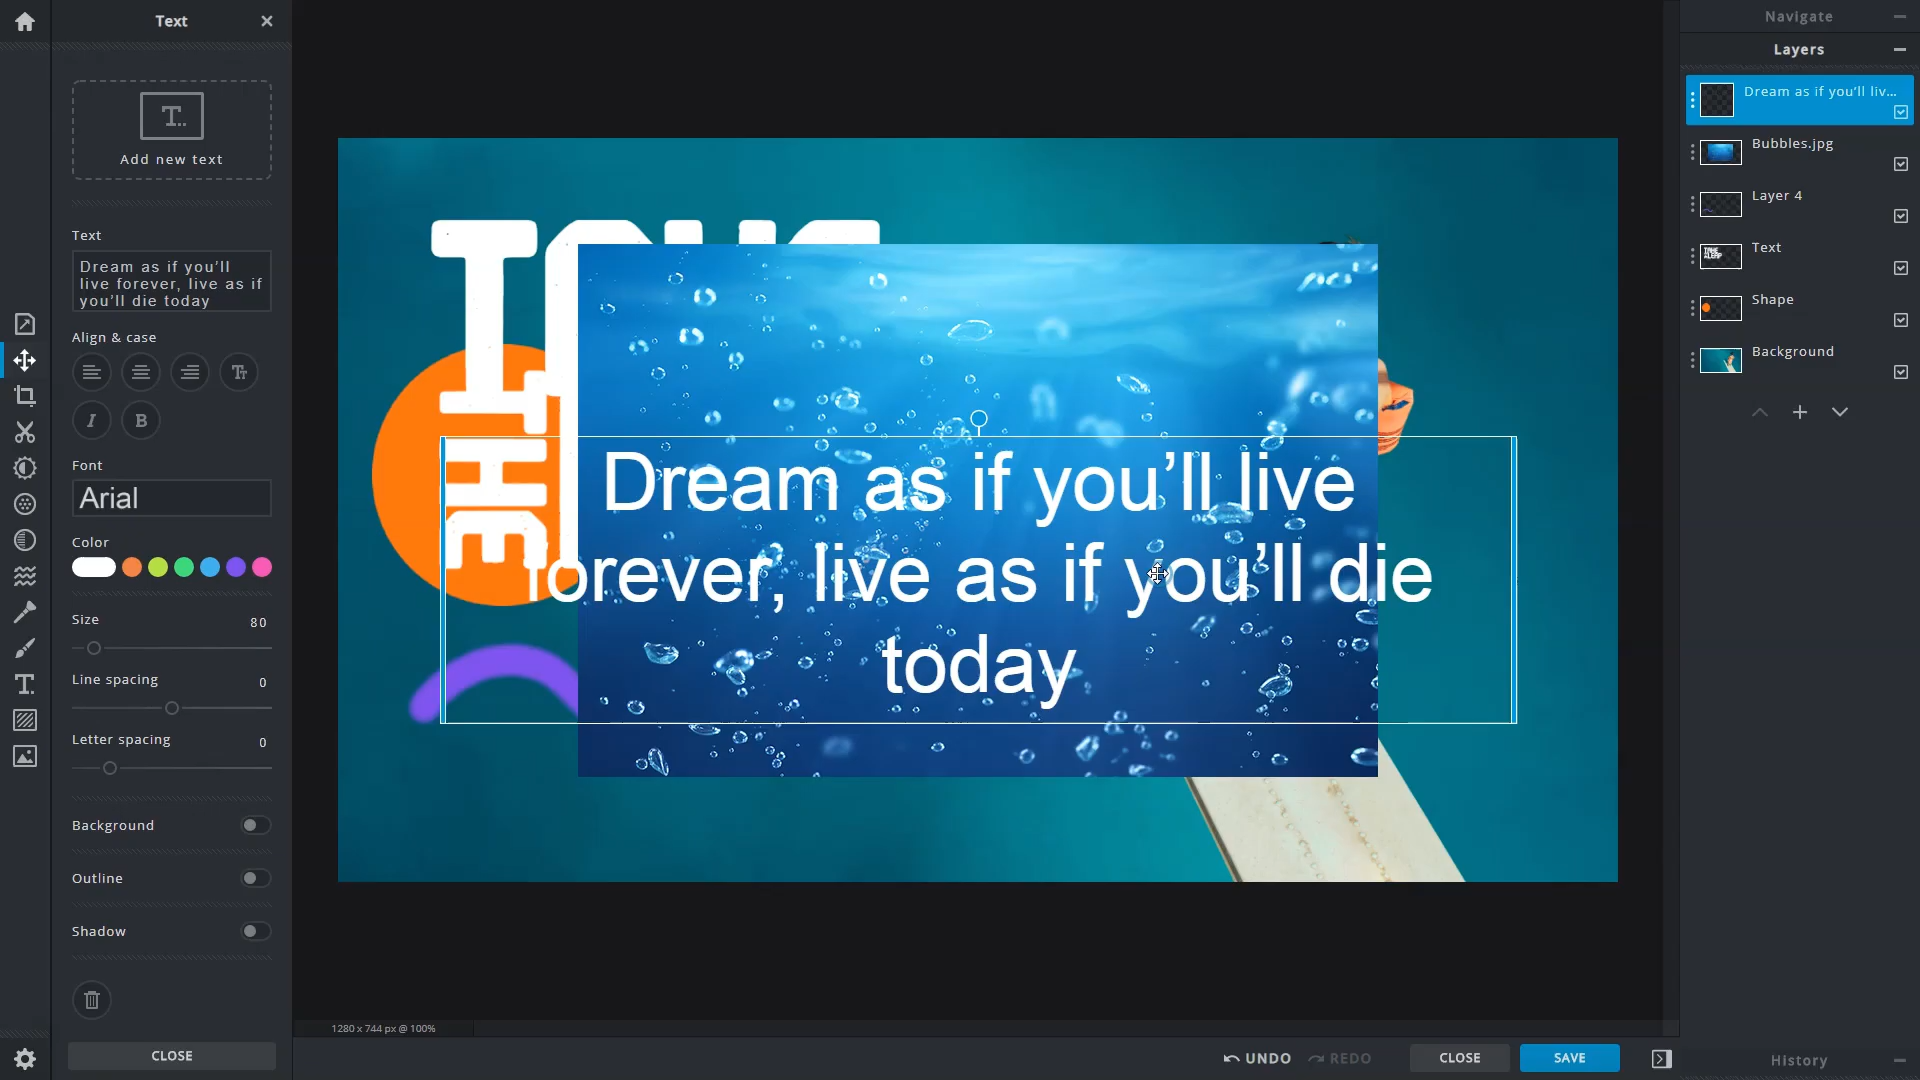 Text
Navigate
Layers
Add new text
Text
Dream as if you’ll
live forever, live as if
you’ll die today
Align & case
Font
Arial
Color
Size
80
Line spacing
0
Letter spacing
0
Background
Outline
Shadow
CLOSE
THE
Dream as if you’ll live
forever, live as if you’ll die
today
Dream as if you’ll liv...
Bubbles.jpg
Layer 4
Text
Shape
Background
1280 x 744 px @ 100%
UNDO
REDO
CLOSE
SAVE
History